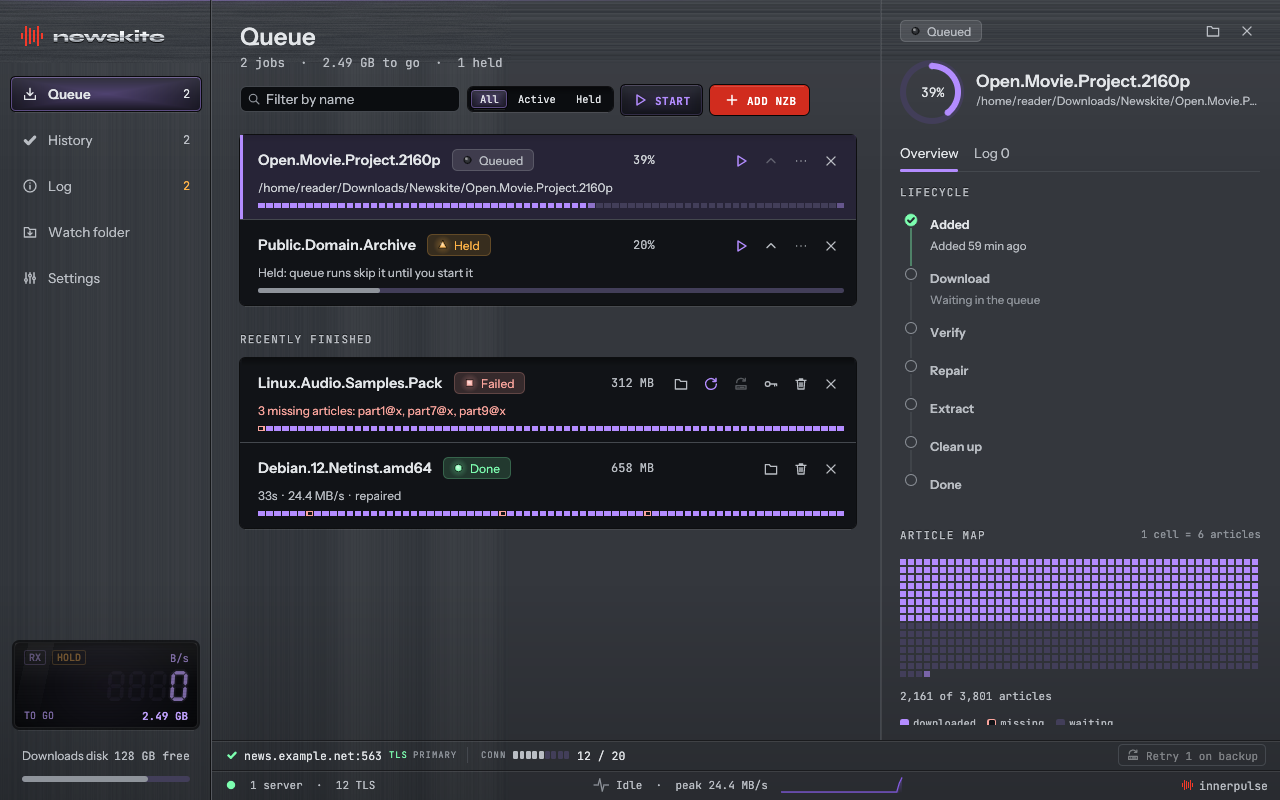 newskite
Queue 2
History 2
Log 2
Watch folder
Settings
RX HOLD B/s
0
TO GO 2.49 GB
Downloads disk 128 GB free
Queue
2 jobs · 2.49 GB to go · 1 held
Filter by name
All Active Held
START
ADD NZB
Open.Movie.Project.2160p Queued 39%
/home/reader/Downloads/Newskite/Open.Movie.Project.2160p
Public.Domain.Archive Held 20%
Held: queue runs skip it until you start it
RECENTLY FINISHED
Linux.Audio.Samples.Pack Failed 312 MB
3 missing articles: part1@x, part7@x, part9@x
Debian.12.Netinst.amd64 Done 658 MB
33s · 24.4 MB/s · repaired
Queued
39%
Open.Movie.Project.2160p
/home/reader/Downloads/Newskite/Open.Movie.P...
Overview Log 0
LIFECYCLE
Added
Added 59 min ago
Download
Waiting in the queue
Verify
Repair
Extract
Clean up
Done
ARTICLE MAP 1 cell = 6 articles
2,161 of 3,801 articles
downloaded missing waiting
news.example.net:563 TLS PRIMARY CONN 12 / 20
Retry 1 on backup
1 server · 12 TLS
Idle · peak 24.4 MB/s
innerpulse